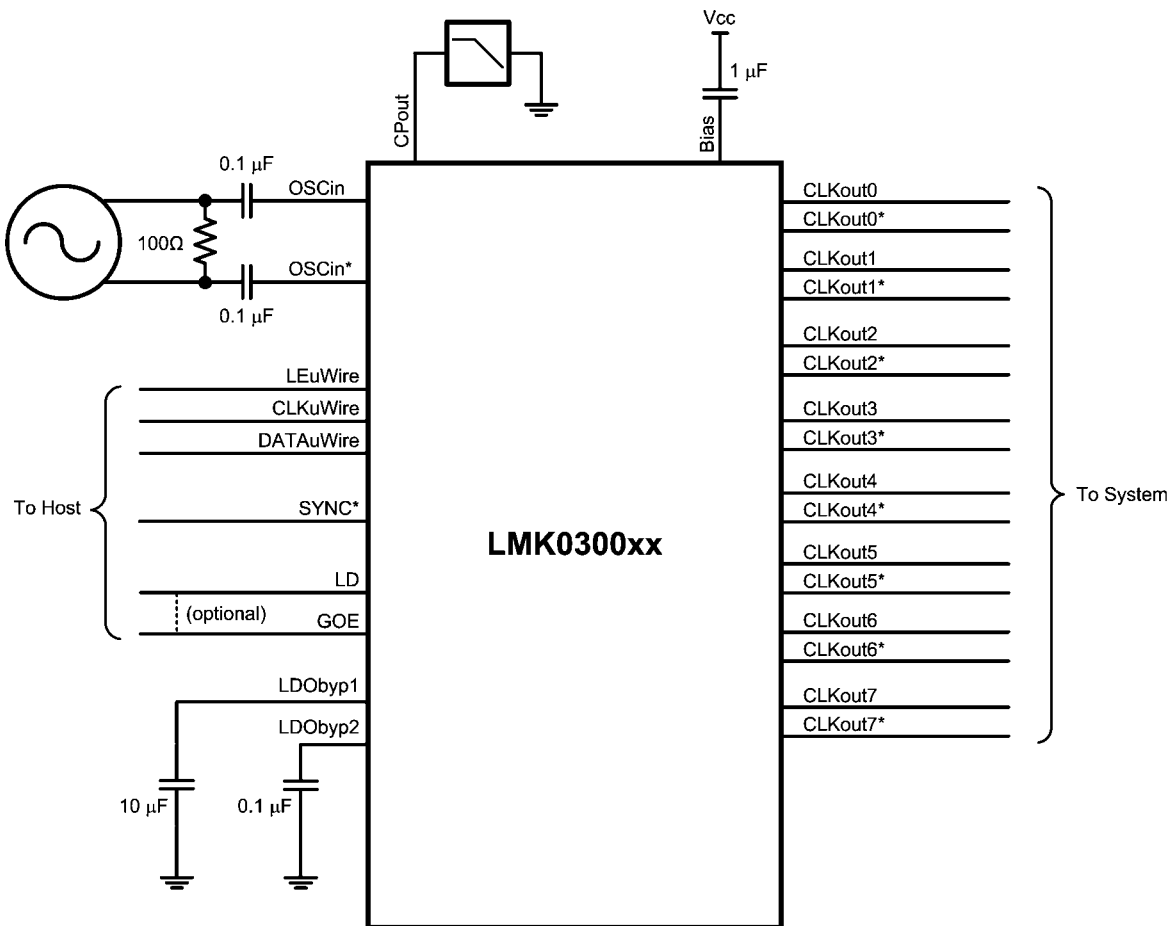 Vcc
1 µF
CPout
Bias
0.1 µF
OSCin
100Ω
OSCin*
0.1 µF
LEuWire
CLKuWire
DATAuWire
To Host
SYNC*
LD
(optional)
GOE
LDObyp1
LDObyp2
10 µF
0.1 µF
LMK0300xx
CLKout0
CLKout0*
CLKout1
CLKout1*
CLKout2
CLKout2*
CLKout3
CLKout3*
CLKout4
CLKout4*
CLKout5
CLKout5*
CLKout6
CLKout6*
CLKout7
CLKout7*
To System